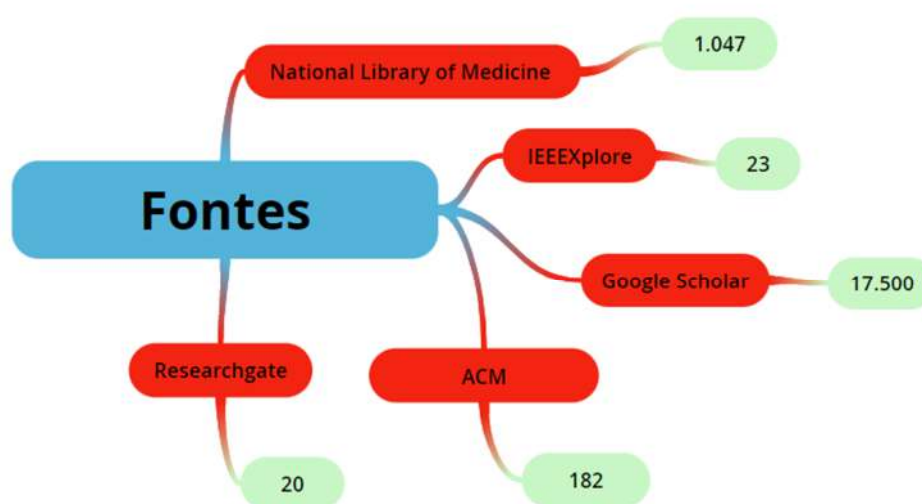 National Library of Medicine
1.047
IEEEXplore
23
Fontes
Google Scholar
17.500
Researchgate
ACM
20
182